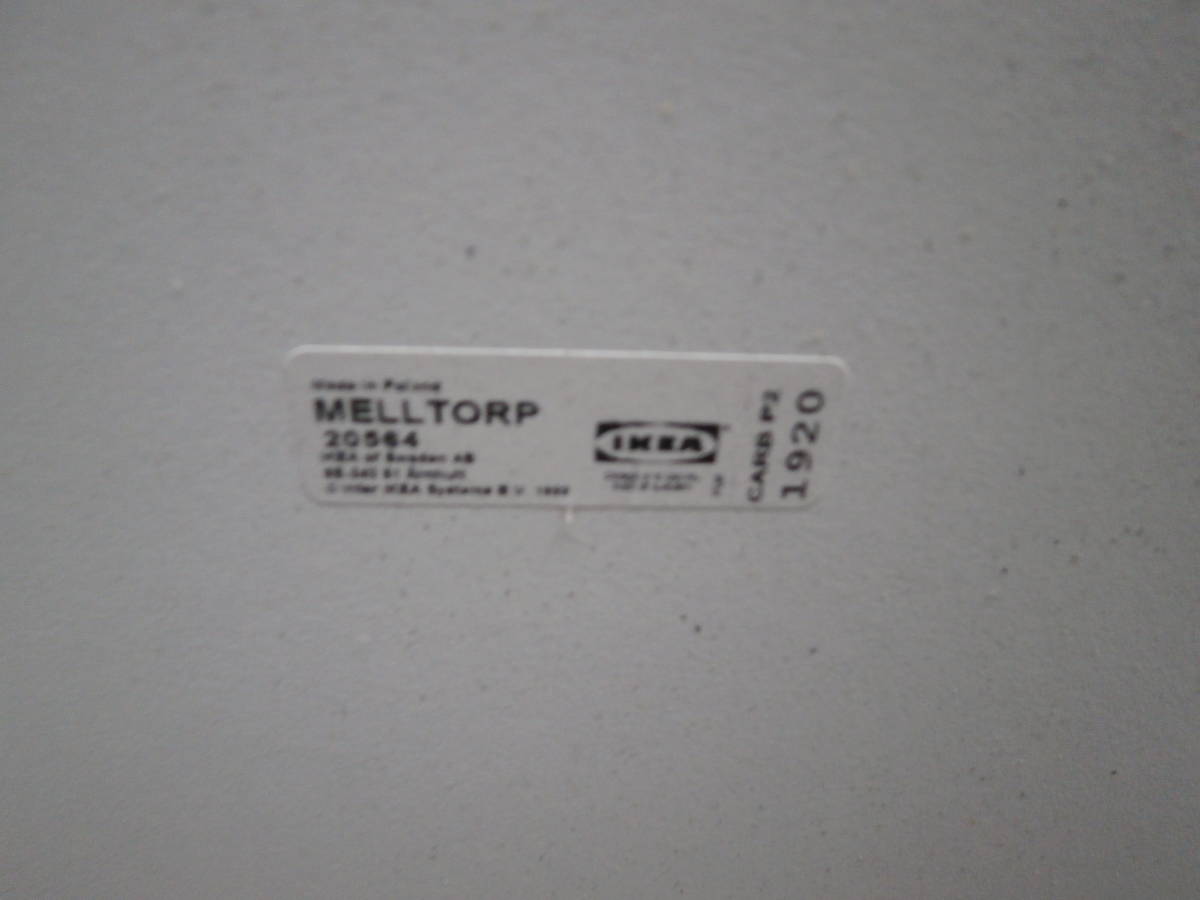 Made in Poland
MELLTORP
20564
IKEA of Sweden AB
© Inter IKEA Systems B.V.
IKEA
CARB P2
1920